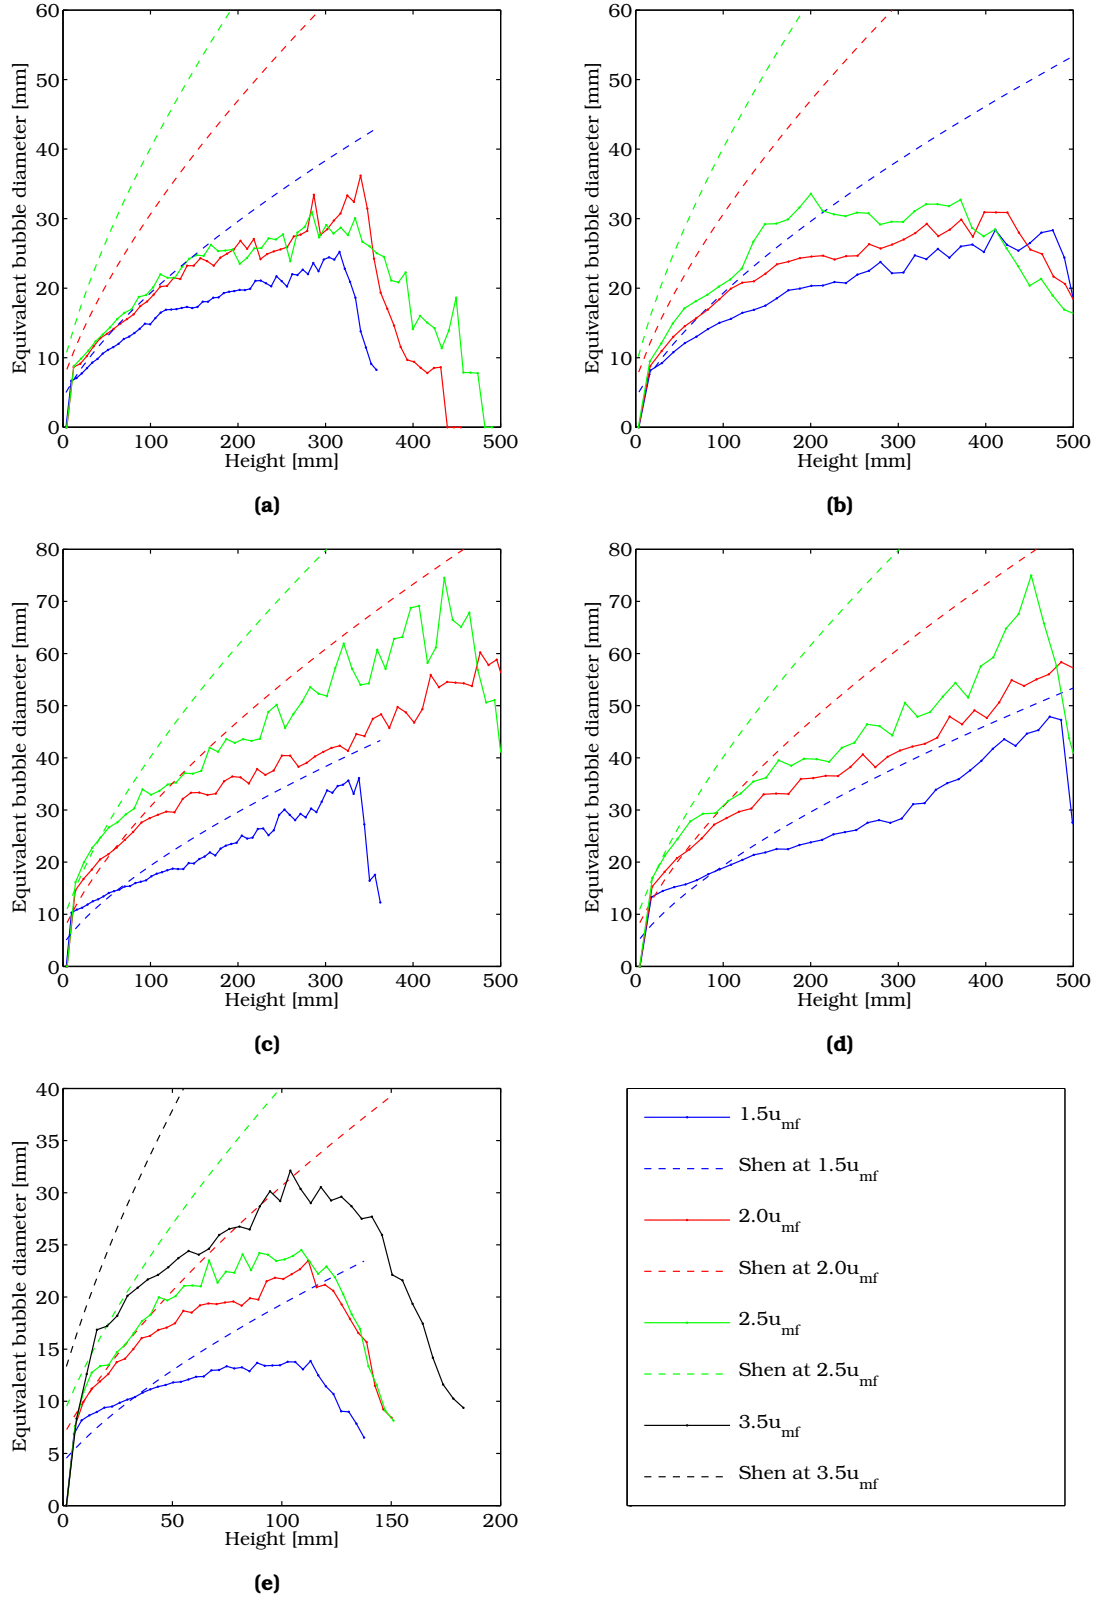 60
50
40
30
20
10
0
0 100 200 300 400 500
Equivalent bubble diameter [mm]
Height [mm]
(a)
60
50
40
30
20
10
0
0 100 200 300 400 500
Equivalent bubble diameter [mm]
Height [mm]
(b)
80
70
60
50
40
30
20
10
0
0 100 200 300 400 500
Equivalent bubble diameter [mm]
Height [mm]
(c)
80
70
60
50
40
30
20
10
0
0 100 200 300 400 500
Equivalent bubble diameter [mm]
Height [mm]
(d)
40
35
30
25
20
15
10
5
0
0 50 100 150 200
Equivalent bubble diameter [mm]
Height [mm]
(e)
1.5u_mf
Shen at 1.5u_mf
2.0u_mf
Shen at 2.0u_mf
2.5u_mf
Shen at 2.5u_mf
3.5u_mf
Shen at 3.5u_mf